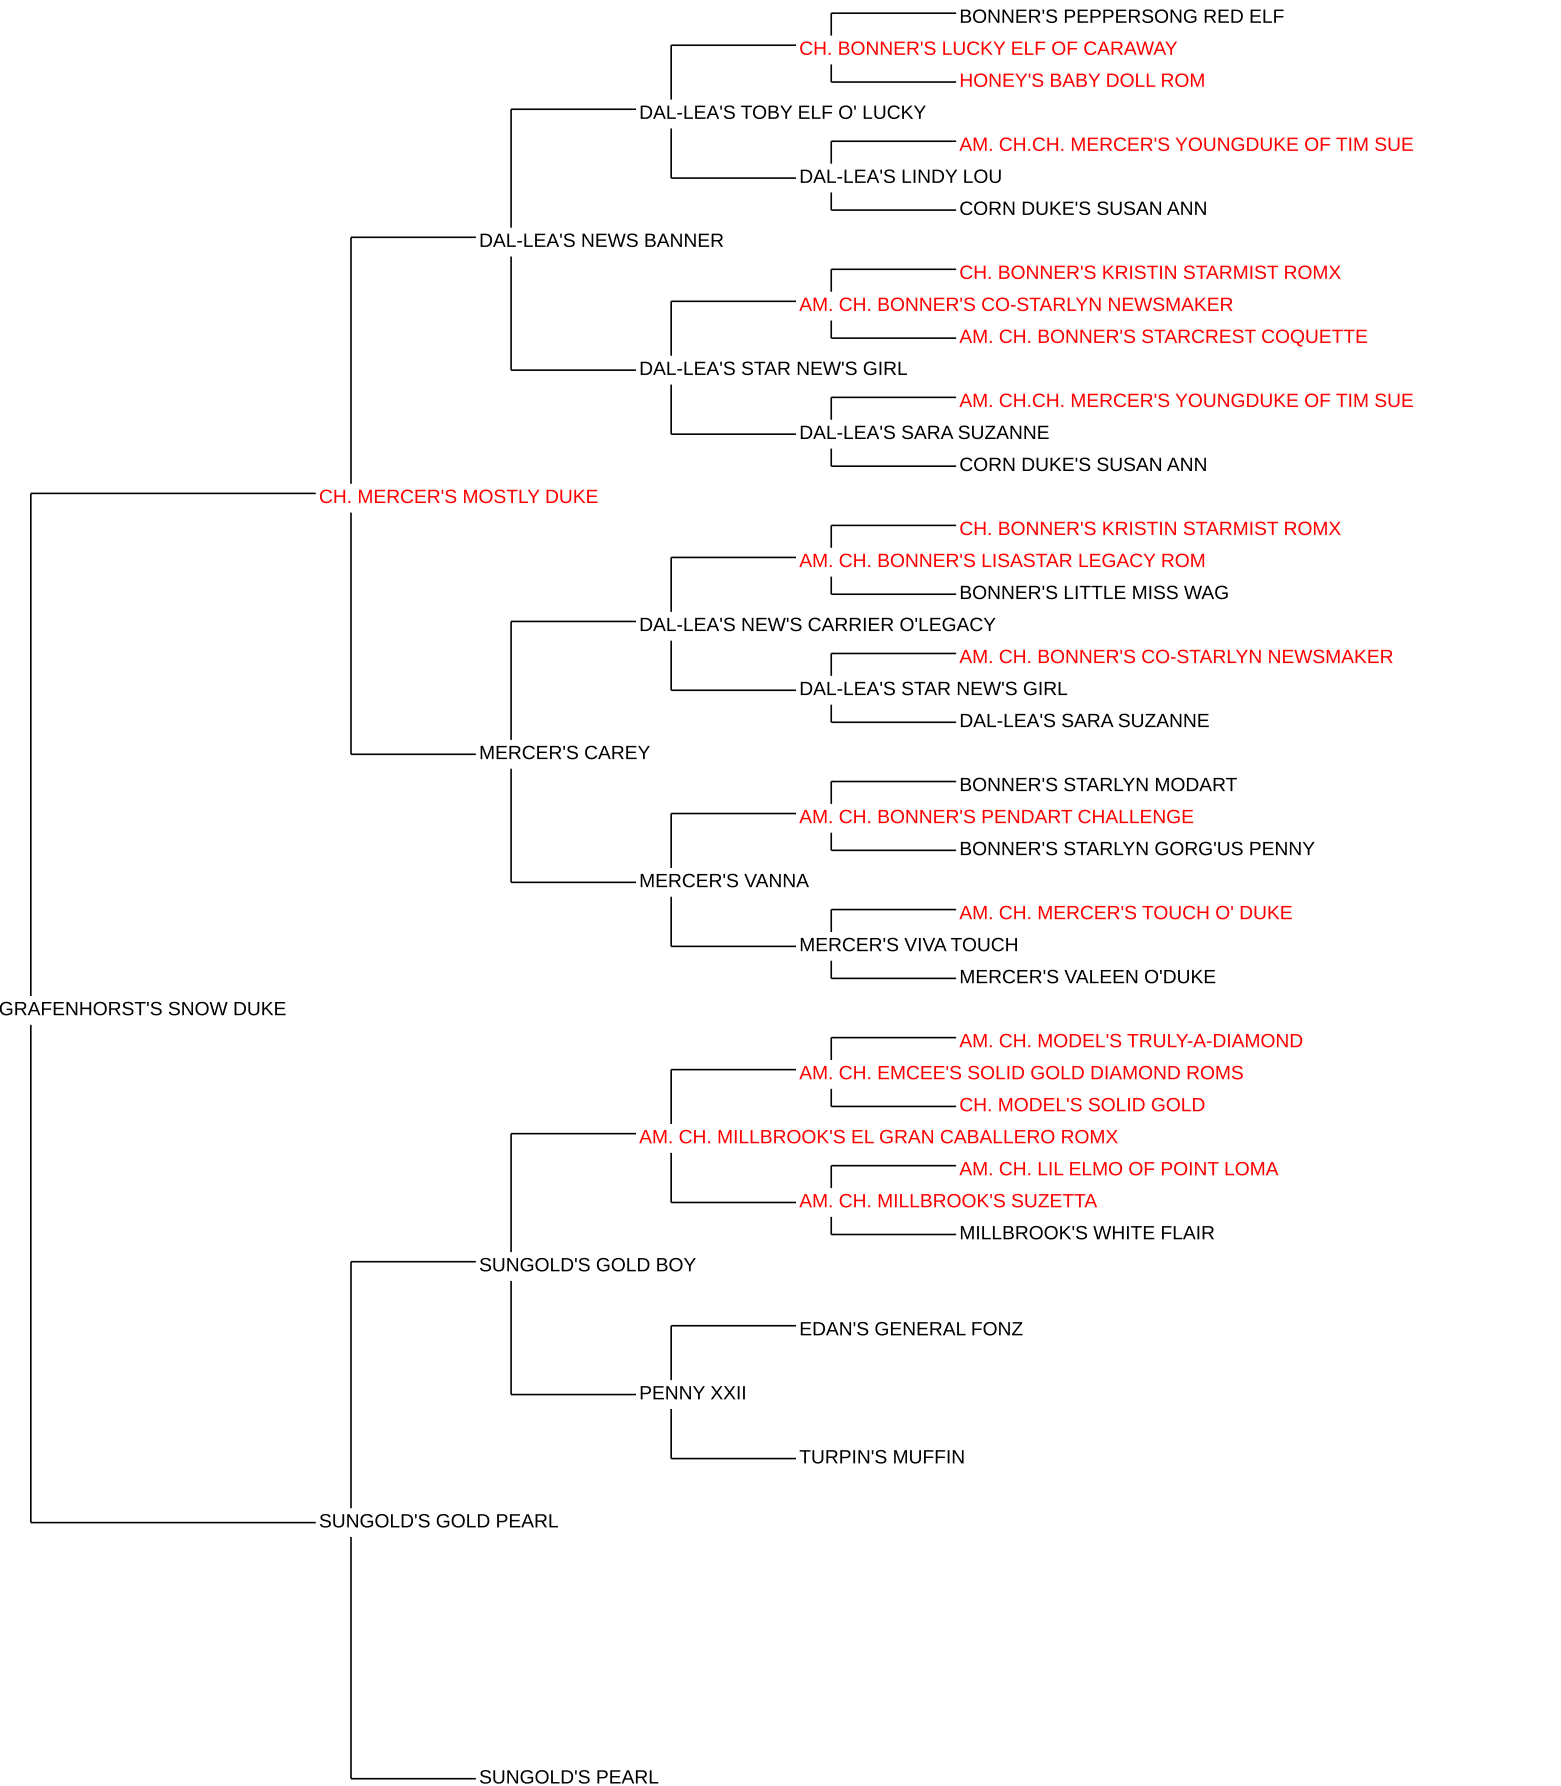 BONNER'S PEPPERSONG RED ELF
CH. BONNER'S LUCKY ELF OF CARAWAY
HONEY'S BABY DOLL ROM
DAL-LEA'S TOBY ELF O' LUCKY
AM. CH.CH. MERCER'S YOUNGDUKE OF TIM SUE
DAL-LEA'S LINDY LOU
CORN DUKE'S SUSAN ANN
DAL-LEA'S NEWS BANNER
CH. BONNER'S KRISTIN STARMIST ROMX
AM. CH. BONNER'S CO-STARLYN NEWSMAKER
AM. CH. BONNER'S STARCREST COQUETTE
DAL-LEA'S STAR NEW'S GIRL
AM. CH.CH. MERCER'S YOUNGDUKE OF TIM SUE
DAL-LEA'S SARA SUZANNE
CORN DUKE'S SUSAN ANN
CH. MERCER'S MOSTLY DUKE
CH. BONNER'S KRISTIN STARMIST ROMX
AM. CH. BONNER'S LISASTAR LEGACY ROM
BONNER'S LITTLE MISS WAG
DAL-LEA'S NEW'S CARRIER O'LEGACY
AM. CH. BONNER'S CO-STARLYN NEWSMAKER
DAL-LEA'S STAR NEW'S GIRL
DAL-LEA'S SARA SUZANNE
MERCER'S CAREY
BONNER'S STARLYN MODART
AM. CH. BONNER'S PENDART CHALLENGE
BONNER'S STARLYN GORG'US PENNY
MERCER'S VANNA
AM. CH. MERCER'S TOUCH O' DUKE
MERCER'S VIVA TOUCH
MERCER'S VALEEN O'DUKE
GRAFENHORST'S SNOW DUKE
AM. CH. MODEL'S TRULY-A-DIAMOND
AM. CH. EMCEE'S SOLID GOLD DIAMOND ROMS
CH. MODEL'S SOLID GOLD
AM. CH. MILLBROOK'S EL GRAN CABALLERO ROMX
AM. CH. LIL ELMO OF POINT LOMA
AM. CH. MILLBROOK'S SUZETTA
MILLBROOK'S WHITE FLAIR
SUNGOLD'S GOLD BOY
EDAN'S GENERAL FONZ
PENNY XXII
TURPIN'S MUFFIN
SUNGOLD'S GOLD PEARL
SUNGOLD'S PEARL